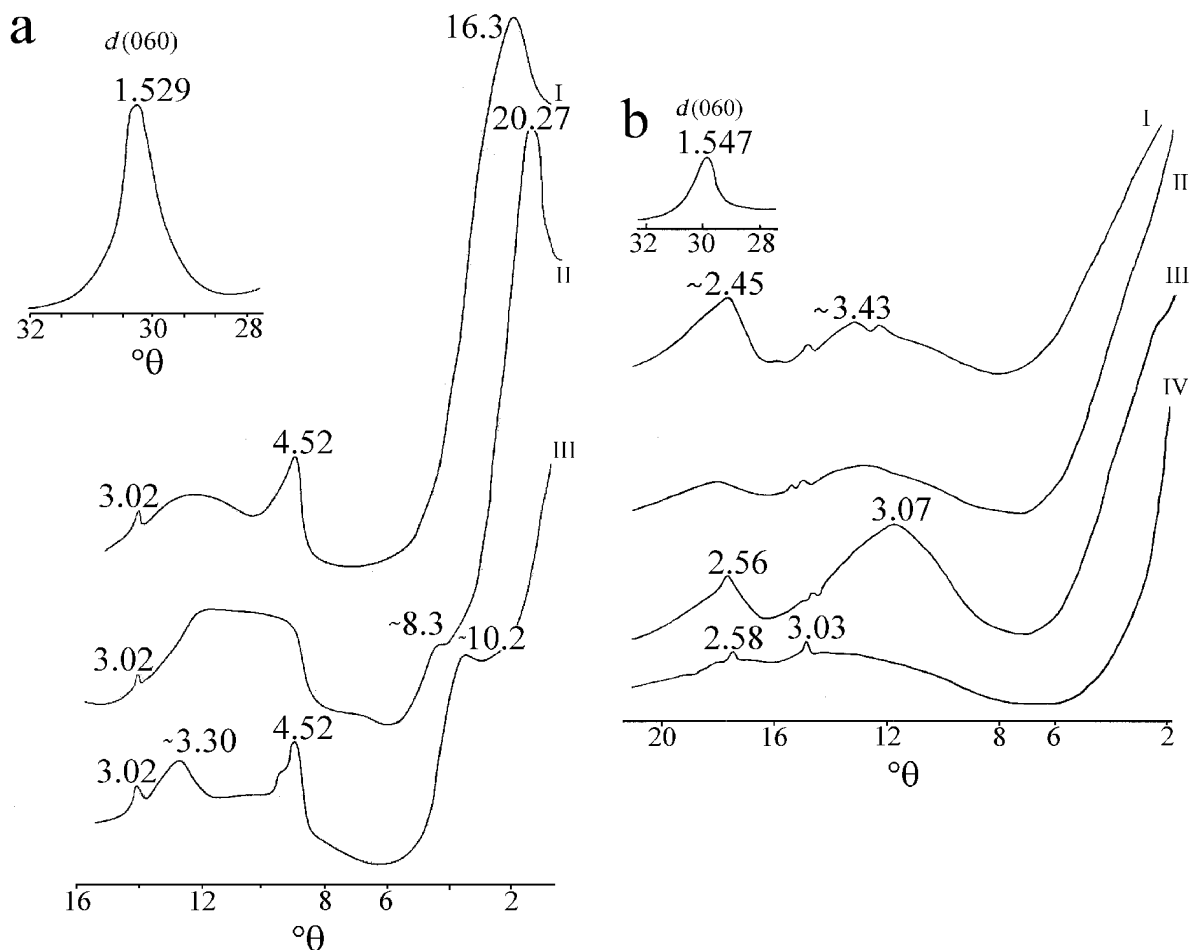 a
d(060)
1.529
32 30 28
°θ
16.3
I
20.27
II
4.52
3.02
III
~8.3
~10.2
3.02
4.52
~3.30
3.02
16 12 8 6 2
°θ
b
d(060)
1.547
32 30 28
I
II
III
IV
~2.45
~3.43
3.07
2.56
2.58
3.03
20 16 12 8 6 2
°θ